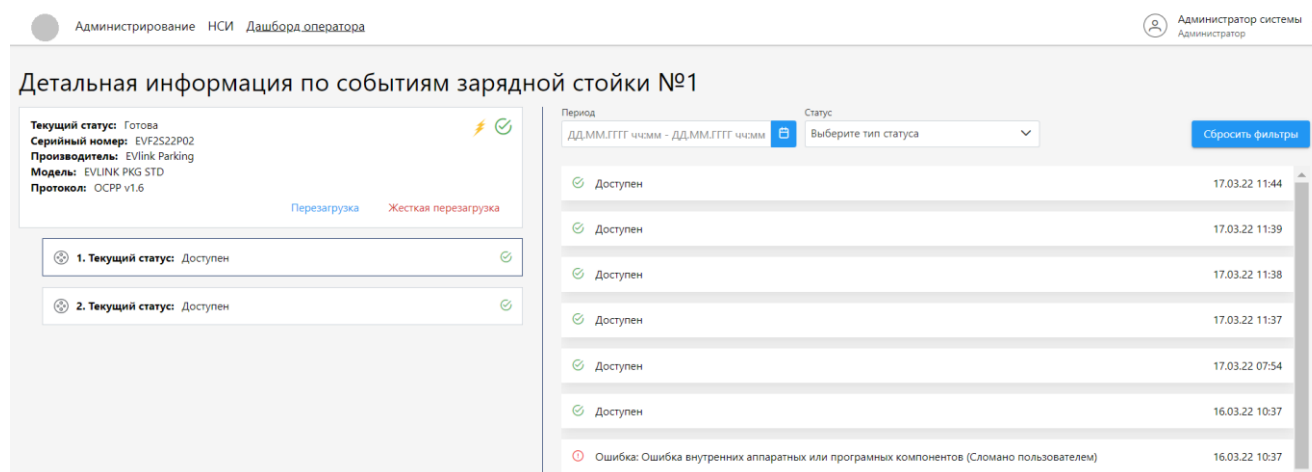 Администрирование НСИ Дашборд оператора
Администратор системы
Администратор
Детальная информация по событиям зарядной стойки №1
Текущий статус: Готова
Серийный номер: EVF2S22P02
Производитель: EVlink Parking
Модель: EVLINK PKG STD
Протокол: OCPP v1.6
Перезагрузка Жесткая перезагрузка
1. Текущий статус: Доступен
2. Текущий статус: Доступен
Период Статус
ДД.ММ.ГГГГ чч:мм - ДД.ММ.ГГГГ чч:мм Выберите тип статуса Сбросить фильтры
Доступен 17.03.22 11:44
Доступен 17.03.22 11:39
Доступен 17.03.22 11:38
Доступен 17.03.22 11:37
Доступен 17.03.22 07:54
Доступен 16.03.22 10:37
Ошибка: Ошибка внутренних аппаратных или програмных компонентов (Сломано пользователем) 16.03.22 10:37